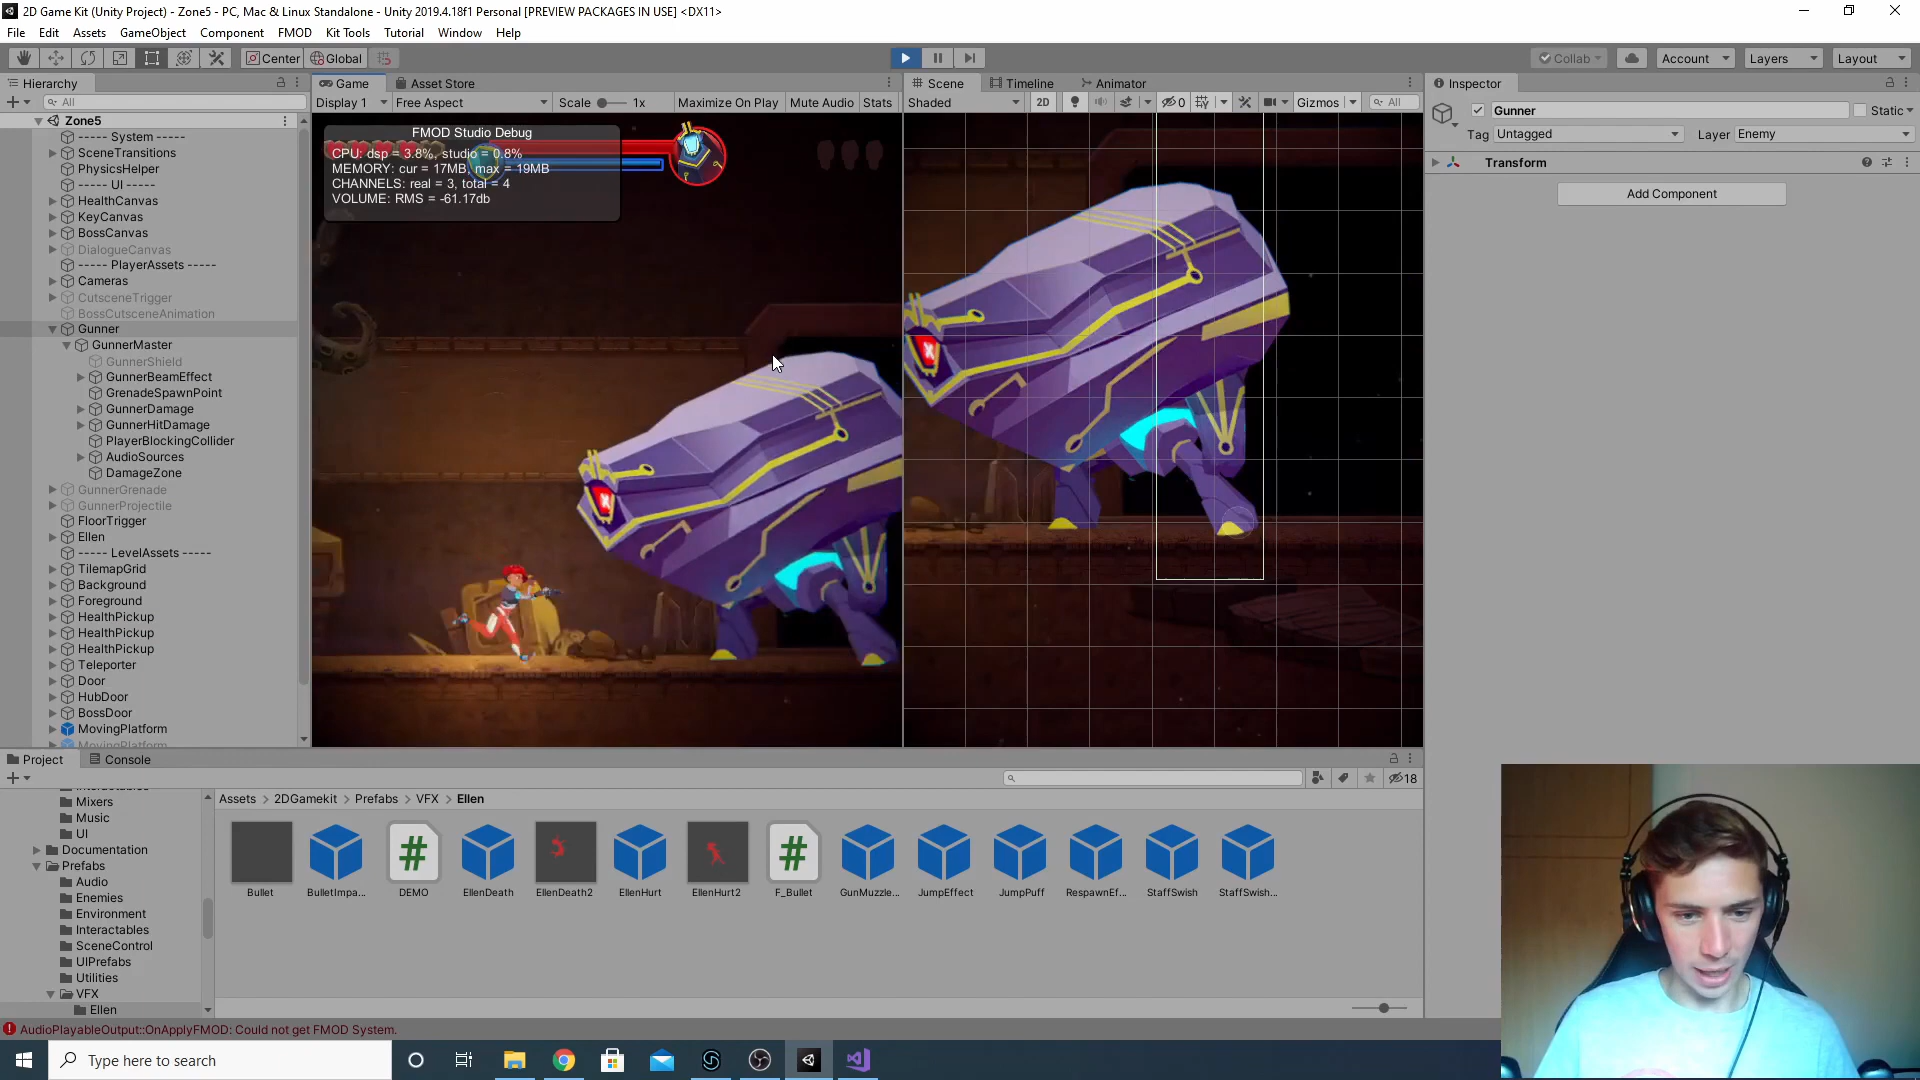 2D Game Kit (Unity Project) - Zone5 - PC, Mac & Linux Standalone - Unity 2019.4.18f1 Personal [PREVIEW PACKAGES IN USE] <DX11>
File Edit Assets GameObject Component FMOD Kit Tools Tutorial Window Help
Center Global Collab Account Layers Layout
Hierarchy Game Asset Store Scene Timeline Animator Inspector
All Display 1 Free Aspect Scale 1x Maximize On Play Mute Audio Stats Shaded 2D 0 Gizmos All
Gunner Static
Tag Untagged Layer Enemy
Transform
Add Component
Zone5
----- System -----
SceneTransitions
PhysicsHelper
----- UI -----
HealthCanvas
KeyCanvas
BossCanvas
DialogueCanvas
----- PlayerAssets -----
Cameras
CutsceneTrigger
BossCutsceneAnimation
Gunner
GunnerMaster
GunnerShield
GunnerBeamEffect
GrenadeSpawnPoint
GunnerDamage
GunnerHitDamage
PlayerBlockingCollider
AudioSources
DamageZone
GunnerGrenade
GunnerProjectile
FloorTrigger
Ellen
----- LevelAssets -----
TilemapGrid
Background
Foreground
HealthPickup
HealthPickup
HealthPickup
Teleporter
Door
HubDoor
BossDoor
MovingPlatform
MovingPlatform
FMOD Studio Debug
CPU: dsp = 3.8%, studio = 0.8%
MEMORY: cur = 17MB, max = 19MB
CHANNELS: real = 3, total = 4
VOLUME: RMS = -61.17db
Project Console
18
Mixers
Music
UI
Documentation
Prefabs
Audio
Enemies
Environment
Interactables
SceneControl
UIPrefabs
Utilities
VFX
Ellen
Assets > 2DGamekit > Prefabs > VFX > Ellen
Bullet BulletImpa... DEMO EllenDeath EllenDeath2 EllenHurt EllenHurt2 F_Bullet GunMuzzle... JumpEffect JumpPuff RespawnEf... StaffSwish StaffSwish...
AudioPlayableOutput::OnApplyFMOD: Could not get FMOD System.
Type here to search